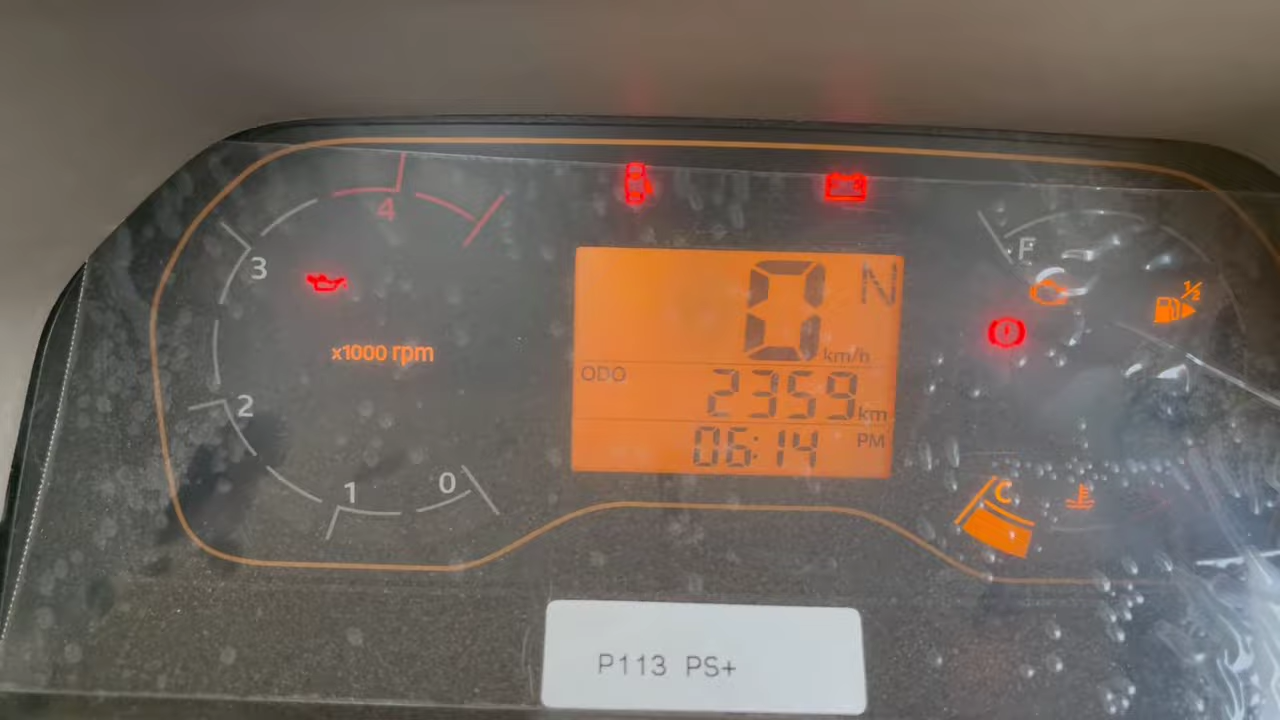 4
3
x1000 rpm
2
1
0
0 N
km/h
ODO 2359 km
06:14 PM
F
1/2
C
P113 PS+